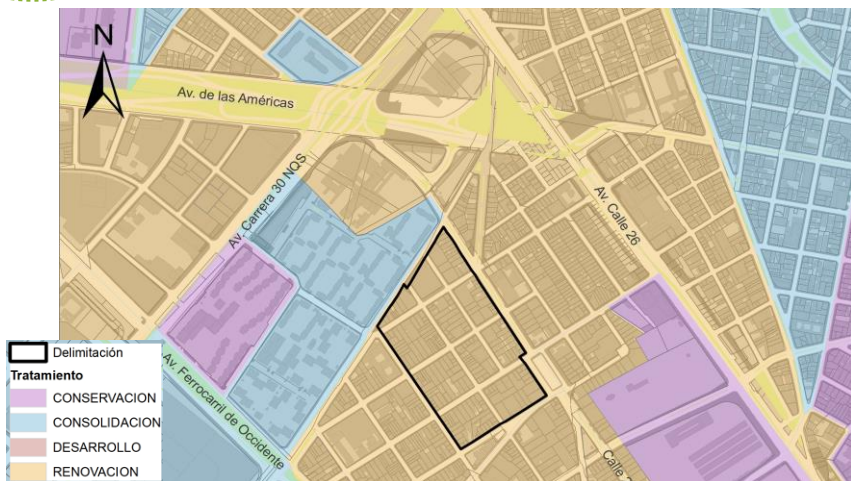 N
Av. de las Américas
Av. Carrera 30 NQS
Av. Calle 26
Av. Ferrocarril de Occidente
Calle 2
Delimitación
Tratamiento
CONSERVACION
CONSOLIDACION
DESARROLLO
RENOVACION